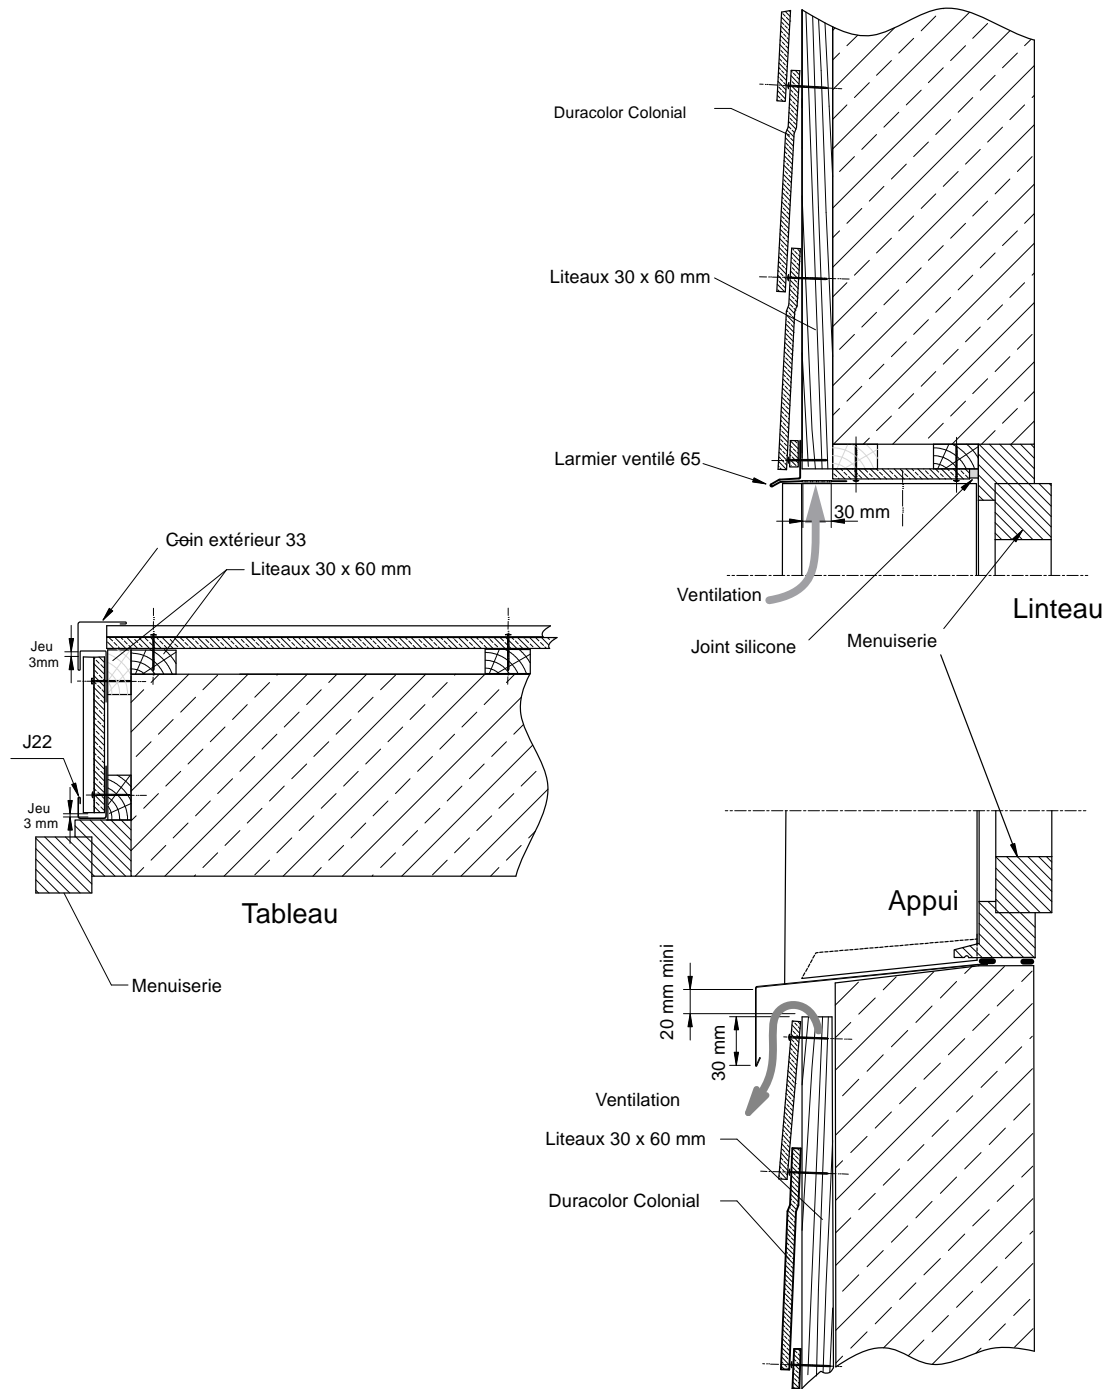 Duracolor Colonial
Liteaux 30 x 60 mm
Larmier ventilé 65
30 mm
Ventilation
Linteau
Joint silicone
Menuiserie
Coin extérieur 33
Liteaux 30 x 60 mm
Jeu
3mm
J22
Jeu
3 mm
Tableau
Menuiserie
Appui
20 mm mini
30 mm
Ventilation
Liteaux 30 x 60 mm
Duracolor Colonial